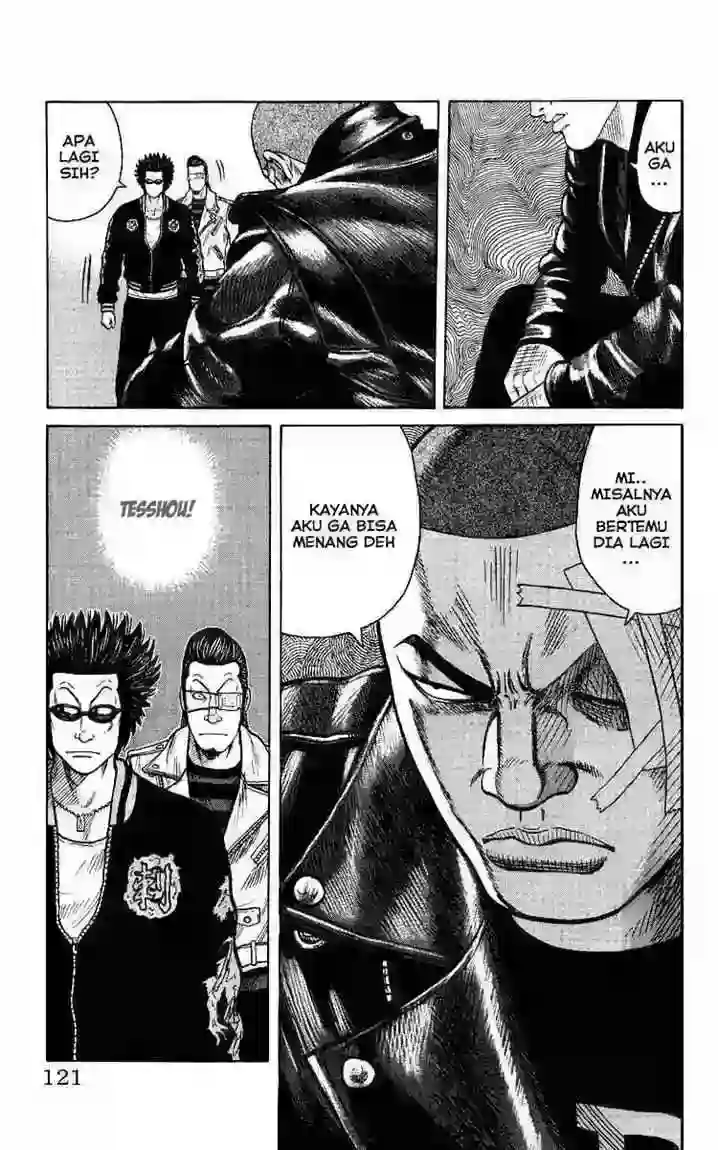 AKU
GA
...
APA
LAGI
SIH?
MI..
MISALNYA
AKU
BERTEMU
DIA LAGI
...
KAYANYA
AKU GA BISA
MENANG DEH
TESSHOU!
121